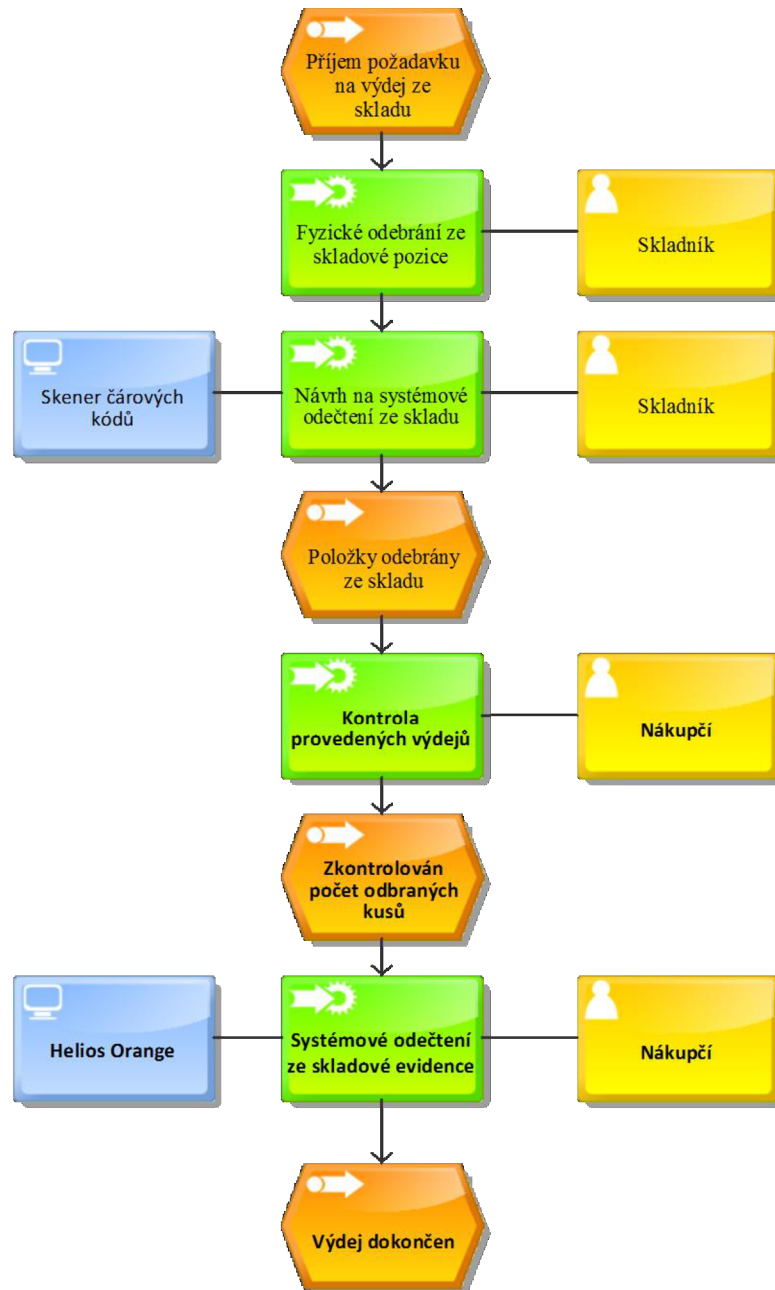 Příjem požadavku
na výdej ze
skladu
Fyzické odebrání ze
skladové pozice
Skladník
Skener čárových
kódů
Návrh na systémové
odečtení ze skladu
Skladník
Položky odebrány
ze skladu
Kontrola
provedených výdejů
Nákupčí
Zkontrolován
počet odbraných
kusů
Helios Orange
Systémové odečtení
ze skladové evidence
Nákupčí
Výdej dokončen